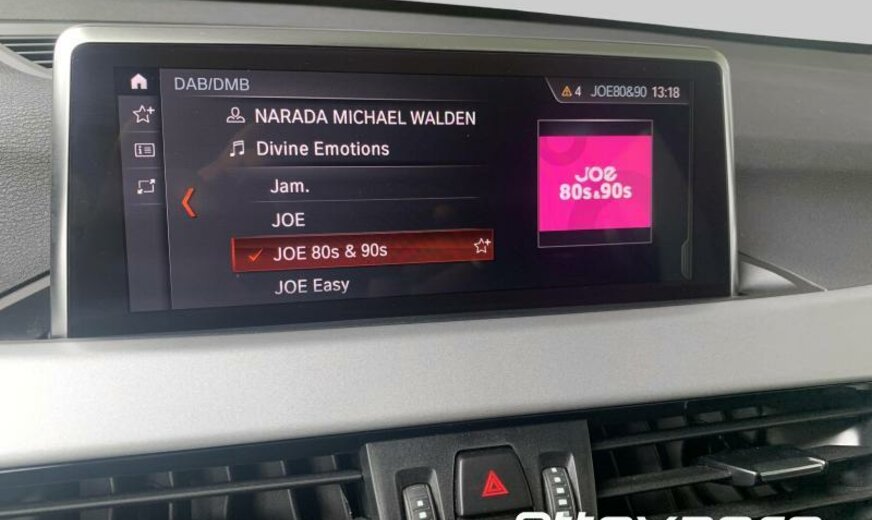 DAB/DMB
4 JOE80&90 13:18
NARADA MICHAEL WALDEN
Divine Emotions
Jam.
JOE
JOE 80s & 90s
JOE Easy
JOE
80s&90s